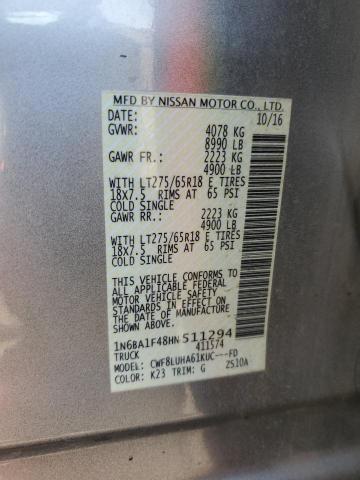 MFD BY NISSAN MOTOR CO., LTD.
DATE: 10/16
GVWR: 4078 KG
8990 LB
GAWR FR.: 2223 KG
4900 LB
WITH LT275/65R18 E TIRES
18X7.5 RIMS AT 65 PSI
COLD SINGLE
GAWR RR.: 2223 KG
4900 LB
WITH LT275/65R18 E TIRES
18X7.5 RIMS AT 65 PSI
COLD SINGLE
THIS VEHICLE CONFORMS TO
ALL APPLICABLE FEDERAL
MOTOR VEHICLE SAFETY
STANDARDS IN EFFECT ON
THE DATE OF MANUFACTURE
SHOWN ABOVE.
1N6BA1F48HN511294
TRUCK 411574
MODEL: CWF8LUHA61KUC---FD
COLOR: K23 TRIM: G ZS10A